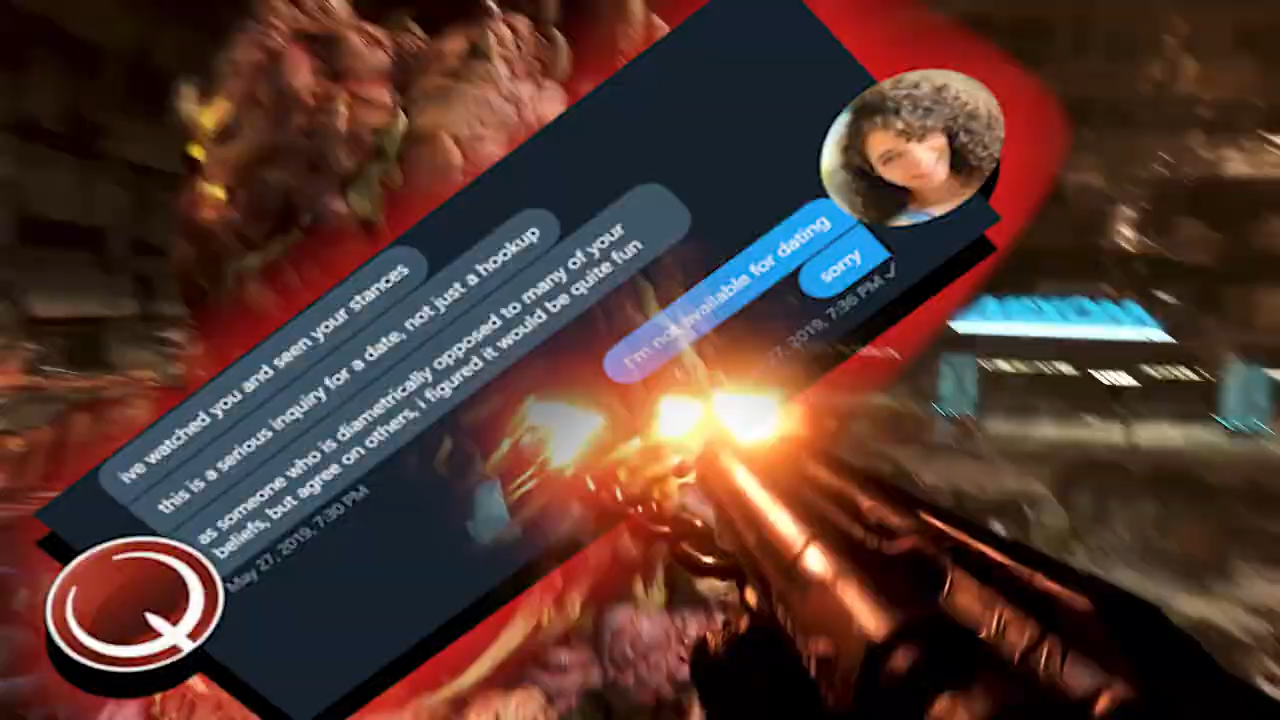 ive watched you and seen your stances
this is a serious inquiry for a date, not just a hookup
as someone who is diametrically opposed to many of your
beliefs, but agree on others, i figured it would be quite fun
May 27, 2019, 7:30 PM
I'm not available for dating
sorry
27, 2019, 7:36 PM ✓
Q